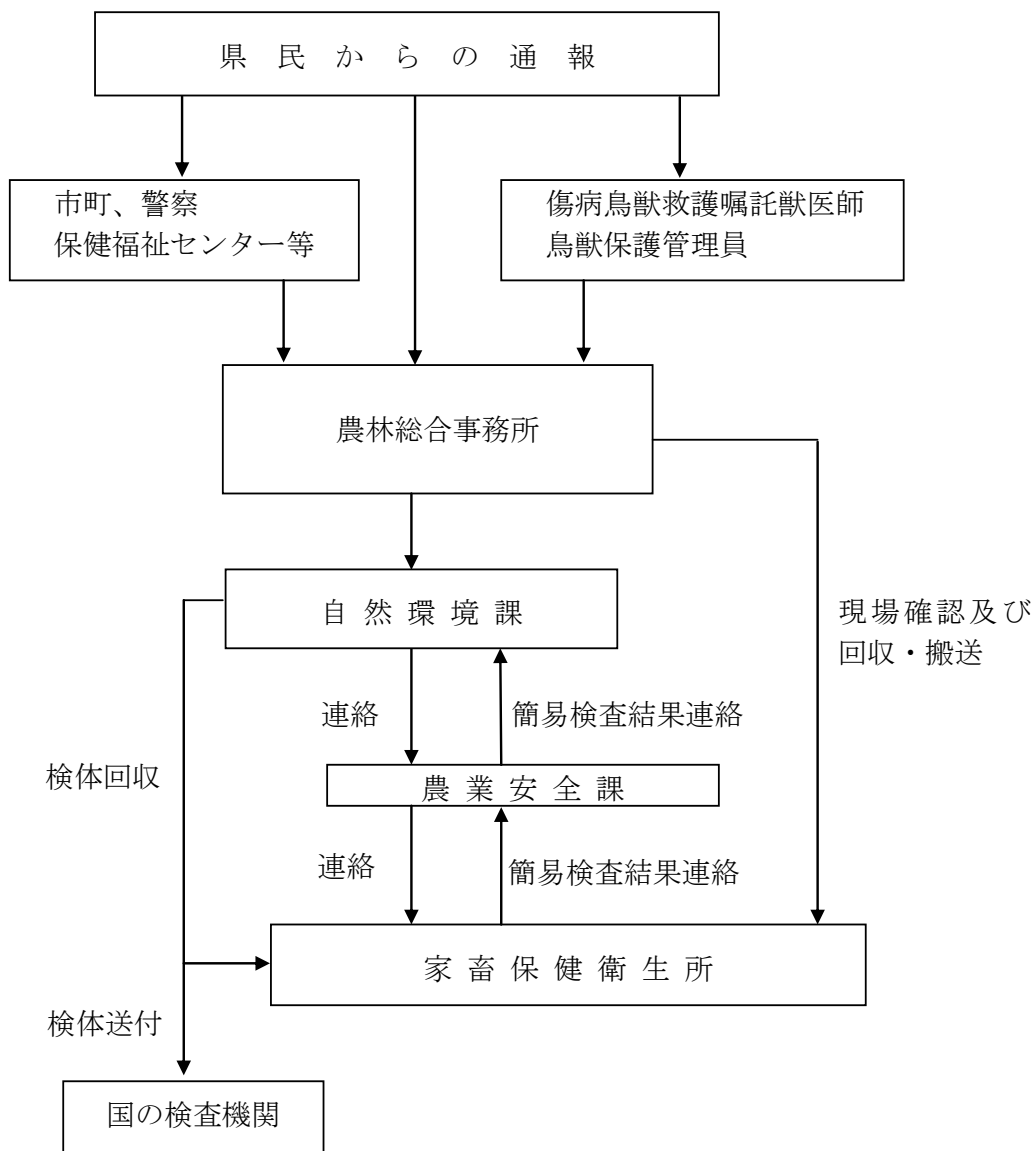 県民からの通報
市町、警察
保健福祉センター等
傷病鳥獣救護嘱託獣医師
鳥獣保護管理員
農林総合事務所
自然環境課
現場確認及び
回収・搬送
連絡
簡易検査結果連絡
検体回収
農業安全課
連絡
簡易検査結果連絡
家畜保健衛生所
検体送付
国の検査機関